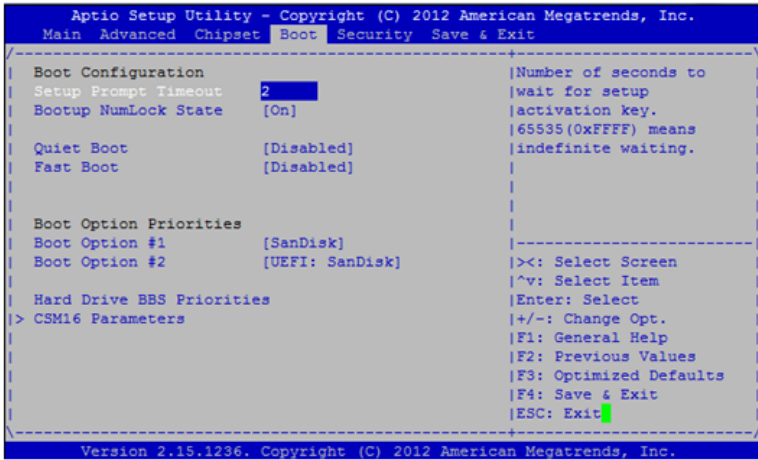 Aptio Setup Utility - Copyright (C) 2012 American Megatrends, Inc.
Main Advanced Chipset Boot Security Save & Exit
Boot Configuration
Setup Prompt Timeout 2
Bootup NumLock State [On]
Quiet Boot [Disabled]
Fast Boot [Disabled]
Boot Option Priorities
Boot Option #1 [SanDisk]
Boot Option #2 [UEFI: SanDisk]
Hard Drive BBS Priorities
> CSM16 Parameters
Number of seconds to
wait for setup
activation key.
65535(0xFFFF) means
indefinite waiting.
><: Select Screen
^v: Select Item
Enter: Select
+/-: Change Opt.
F1: General Help
F2: Previous Values
F3: Optimized Defaults
F4: Save & Exit
ESC: Exit
Version 2.15.1236. Copyright (C) 2012 American Megatrends, Inc.